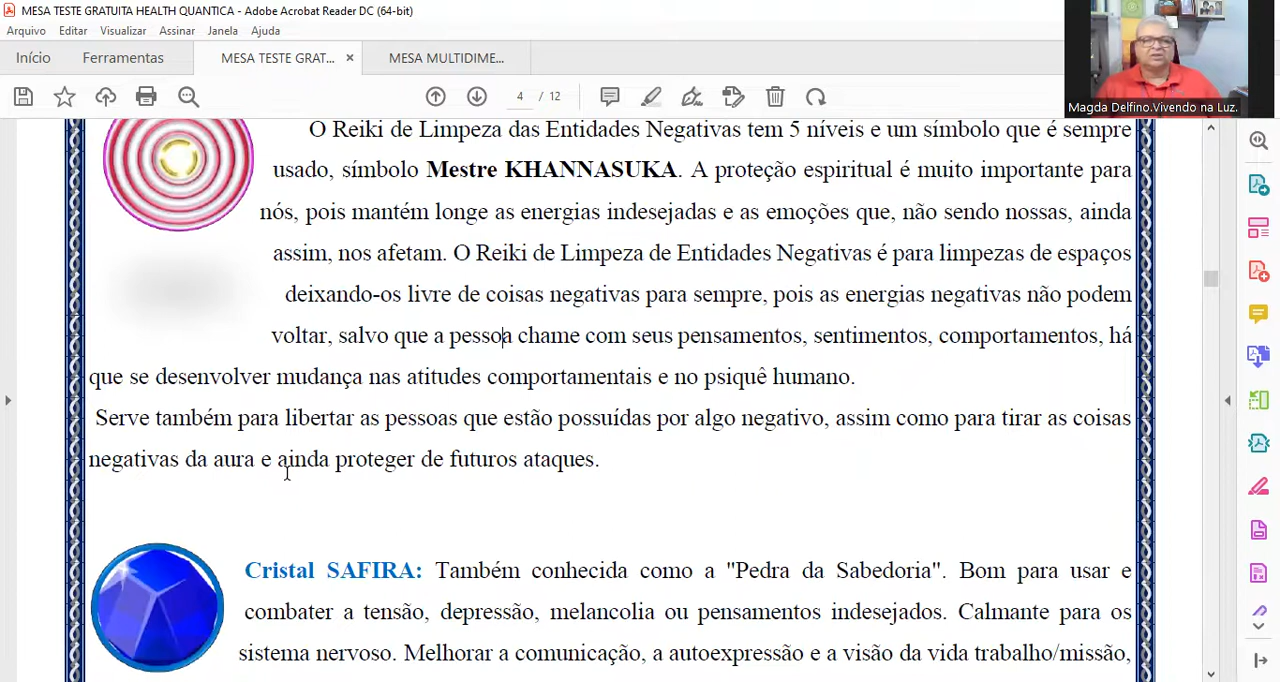 MESA TESTE GRATUITA HEALTH QUANTICA - Adobe Acrobat Reader DC (64-bit)
Arquivo Editar Visualizar Assinar Janela Ajuda
Início Ferramentas MESA TESTE GRAT... × MESA MULTIDIME...
4 / 12
Magda Delfino.Vivendo na Luz.
O Reiki de Limpeza das Entidades Negativas tem 5 níveis e um símbolo que é sempre
usado, símbolo Mestre KHANNASUKA. A proteção espiritual é muito importante para
nós, pois mantém longe as energias indesejadas e as emoções que, não sendo nossas, ainda
assim, nos afetam. O Reiki de Limpeza de Entidades Negativas é para limpezas de espaços
deixando-os livre de coisas negativas para sempre, pois as energias negativas não podem
voltar, salvo que a pessoa chame com seus pensamentos, sentimentos, comportamentos, há
que se desenvolver mudança nas atitudes comportamentais e no psiquê humano.
Serve também para libertar as pessoas que estão possuídas por algo negativo, assim como para tirar as coisas
negativas da aura e ainda proteger de futuros ataques.
Cristal SAFIRA: Também conhecida como a "Pedra da Sabedoria". Bom para usar e
combater a tensão, depressão, melancolia ou pensamentos indesejados. Calmante para os
sistema nervoso. Melhorar a comunicação, a autoexpressão e a visão da vida trabalho/missão,